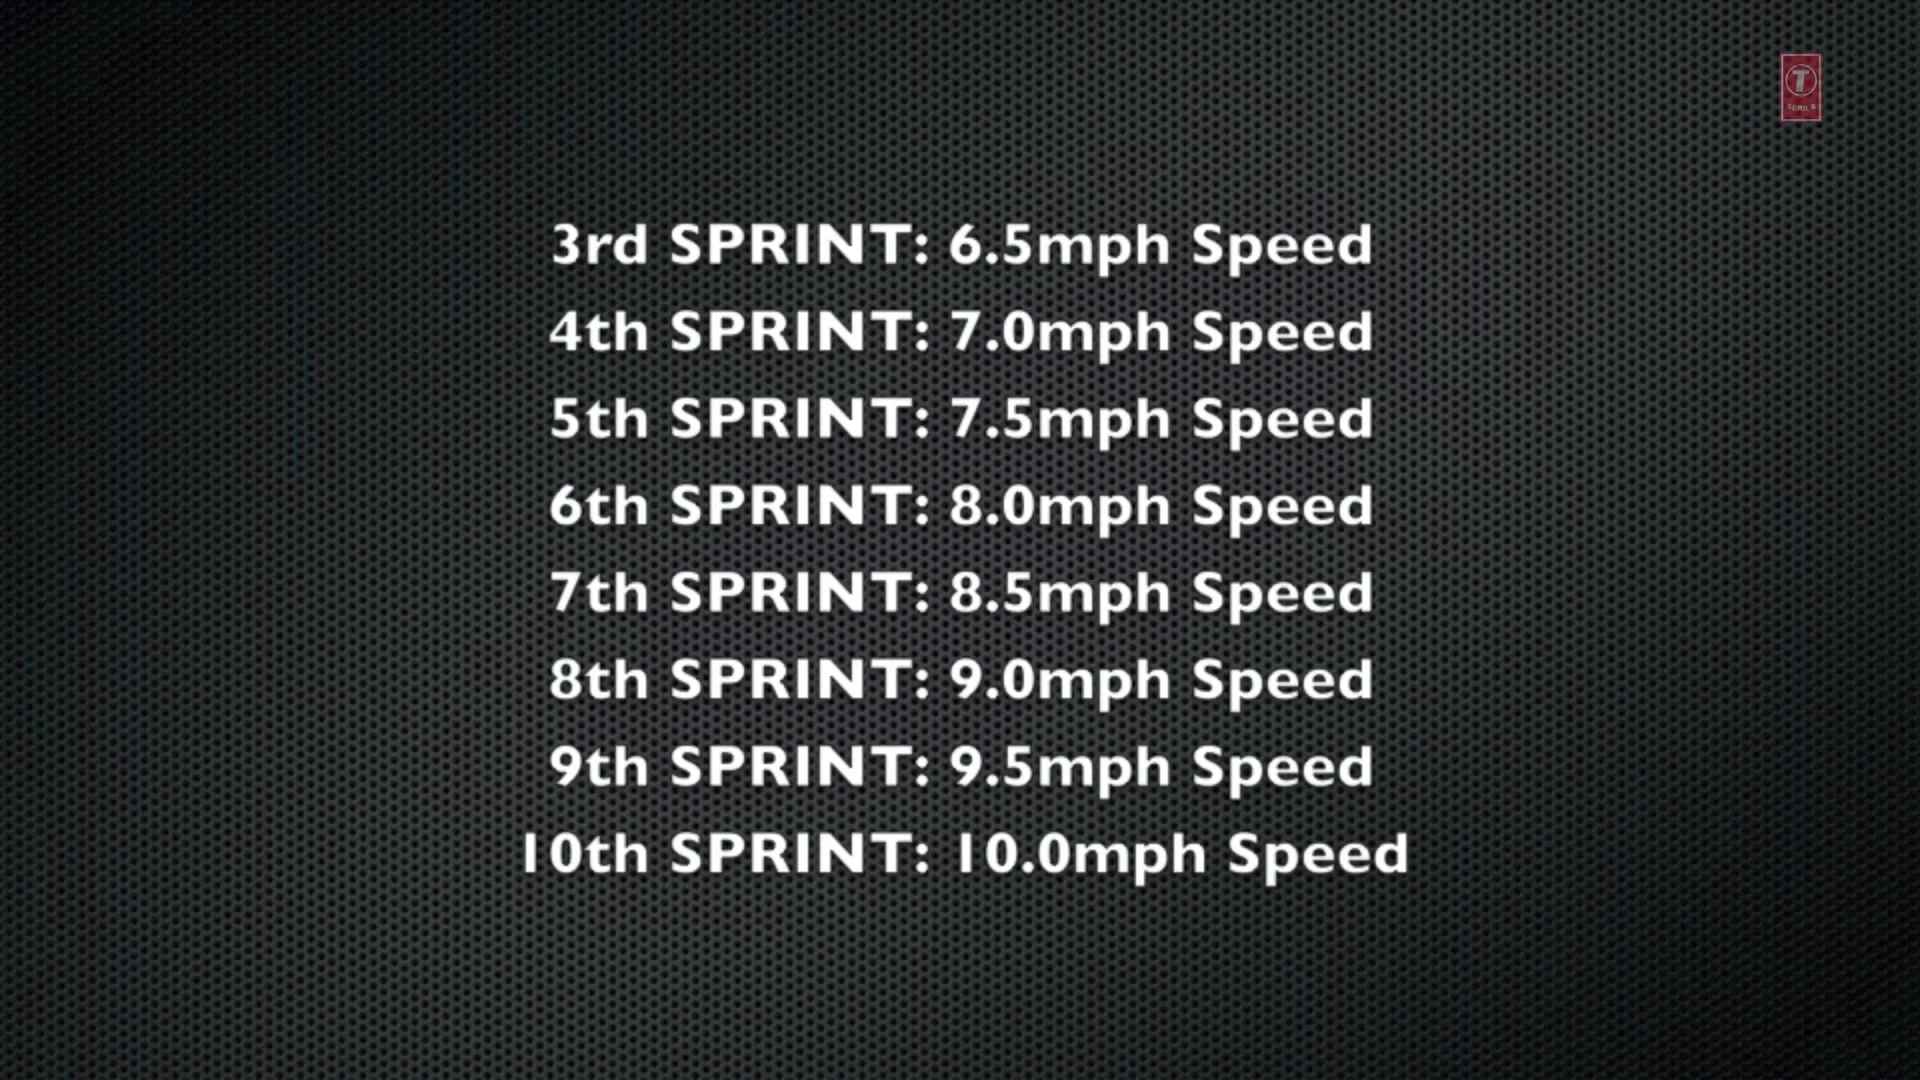 T
SERIES
3rd SPRINT: 6.5mph Speed
4th SPRINT: 7.0mph Speed
5th SPRINT: 7.5mph Speed
6th SPRINT: 8.0mph Speed
7th SPRINT: 8.5mph Speed
8th SPRINT: 9.0mph Speed
9th SPRINT: 9.5mph Speed
10th SPRINT: 10.0mph Speed